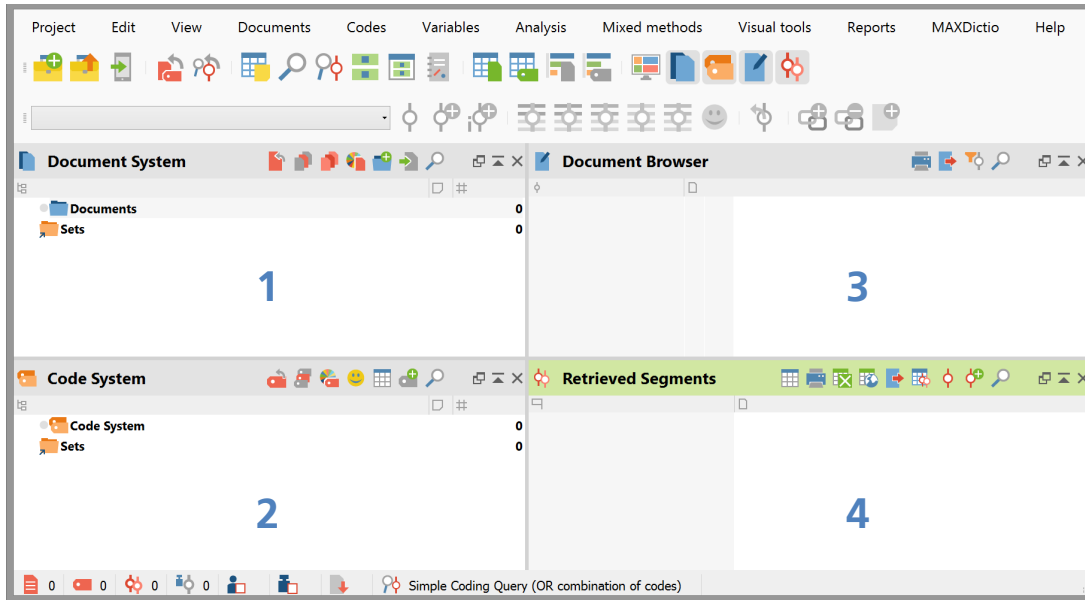 Project Edit View Documents Codes Variables Analysis Mixed methods Visual tools Reports MAXDictio Help
Document System
Documents 0
Sets 0
1
Document Browser
3
Code System
Code System 0
Sets 0
2
Retrieved Segments
4
0 0 0 0 Simple Coding Query (OR combination of codes)